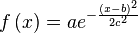 f(x) = ae^{-\frac{(x-b)^2}{2c^2}}